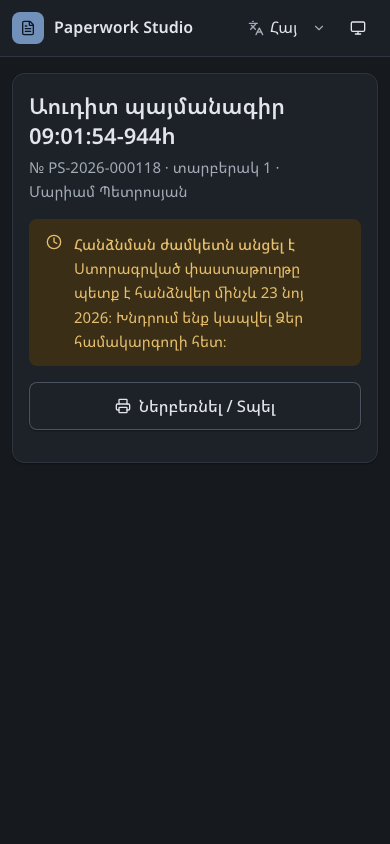 Paperwork Studio
Հայ
Աուդիտ պայմանագիր
09:01:54-944h
№ PS-2026-000118 · տարբերակ 1 ·
Մարիամ Պետրոսյան
Հանձնման ժամկետն անցել է
Ստորագրված փաստաթուղթը
պետք է հանձնվեր մինչև 23 նոյ
2026։ Խնդրում ենք կապվել Ձեր
համակարգողի հետ։
Ներբեռնել / Տպել